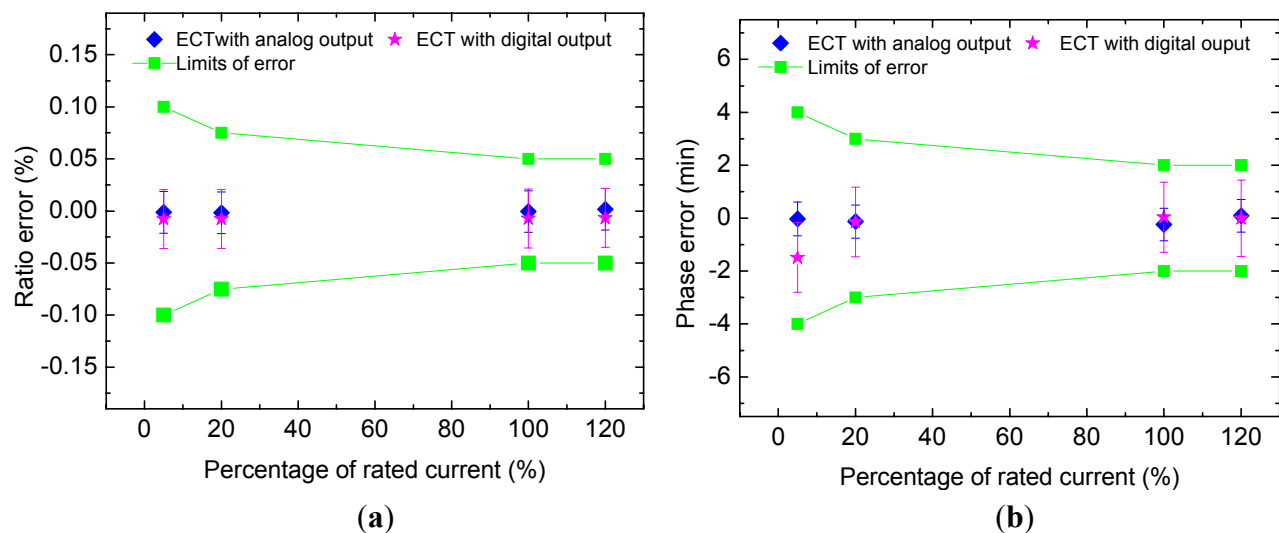 ECTwith analog output ECT with digital output
Limits of error
0.15
0.10
0.05
0.00
-0.05
-0.10
-0.15
Ratio error (%)
0 20 40 60 80 100 120
Percentage of rated current (%)
(a)
ECT with analog output ECT with digital ouput
Limits of error
6
4
2
0
-2
-4
-6
Phase error (min)
0 20 40 60 80 100 120
Percentage of rated current (%)
(b)